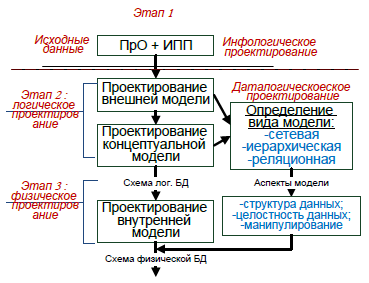 Этап 1
Исходные
данные
ПрО + ИПП
Инфологическое
проектирование
Этап 2 :
логическое
проектиров
ание
Проектирование
внешней модели
Проектирование
концептуальной
модели
Даталогическоеское
проектирование
Определение
вида модели:
-сетевая
-иерархическая
-реляционная
Схема лог. БД
Аспекты модели
Этап 3 :
физическое
проектиров
ание
Проектирование
внутренней
модели
-структура данных;
-целостность данных;
-манипулирование
Схема физической БД